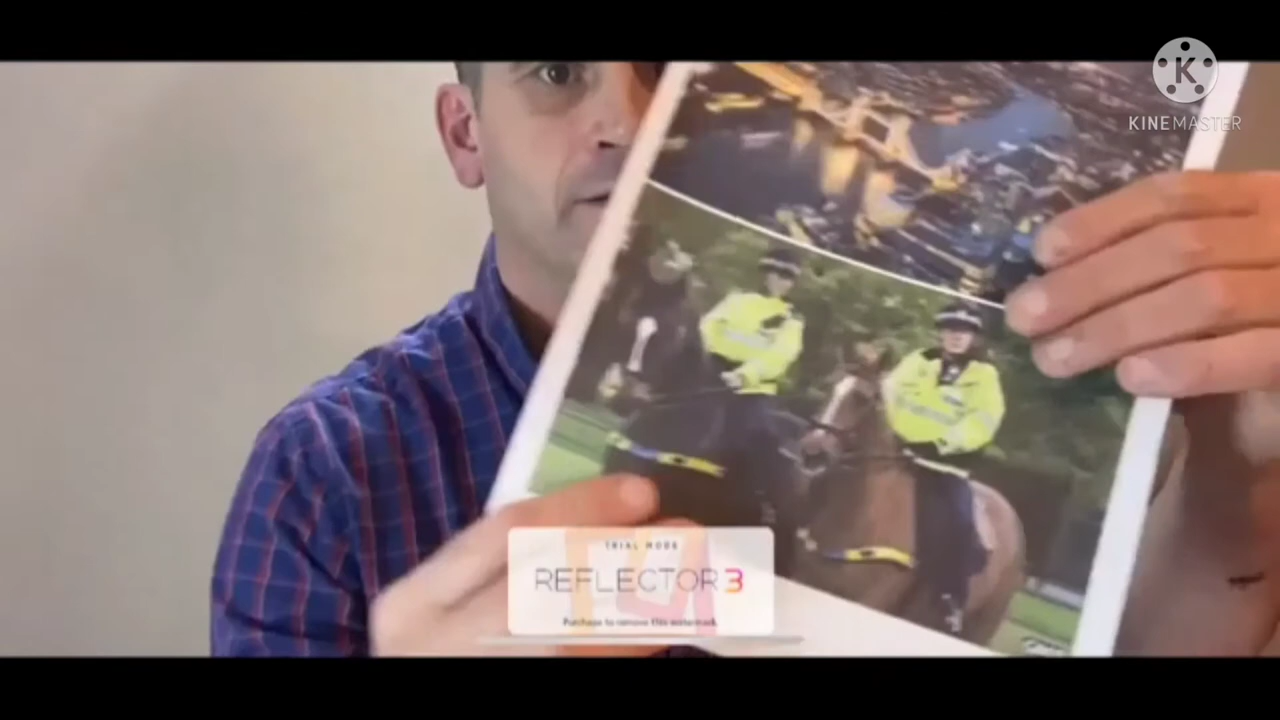 KINEMASTER
TRIAL MODE
REFLECTOR 3
Purchase to remove this watermark.